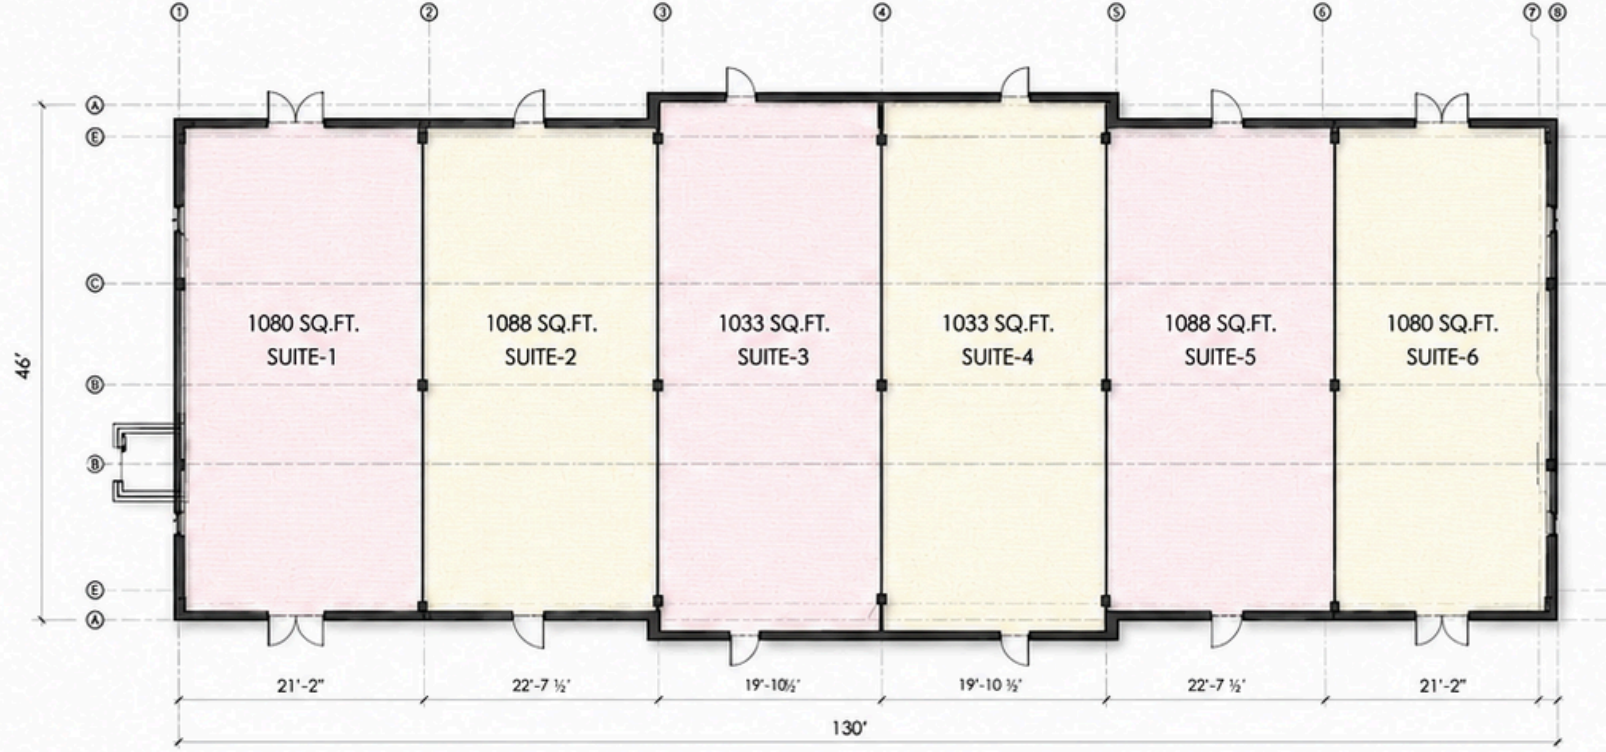 1 2 3 4 5 6 7 8
A
E
C
B
B
E
A
46'
1080 SQ.FT.
SUITE-1
1088 SQ.FT.
SUITE-2
1033 SQ.FT.
SUITE-3
1033 SQ.FT.
SUITE-4
1088 SQ.FT.
SUITE-5
1080 SQ.FT.
SUITE-6
21'-2" 22'-7 ½' 19'-10½' 19'-10 ½' 22'-7 ½' 21'-2"
130'